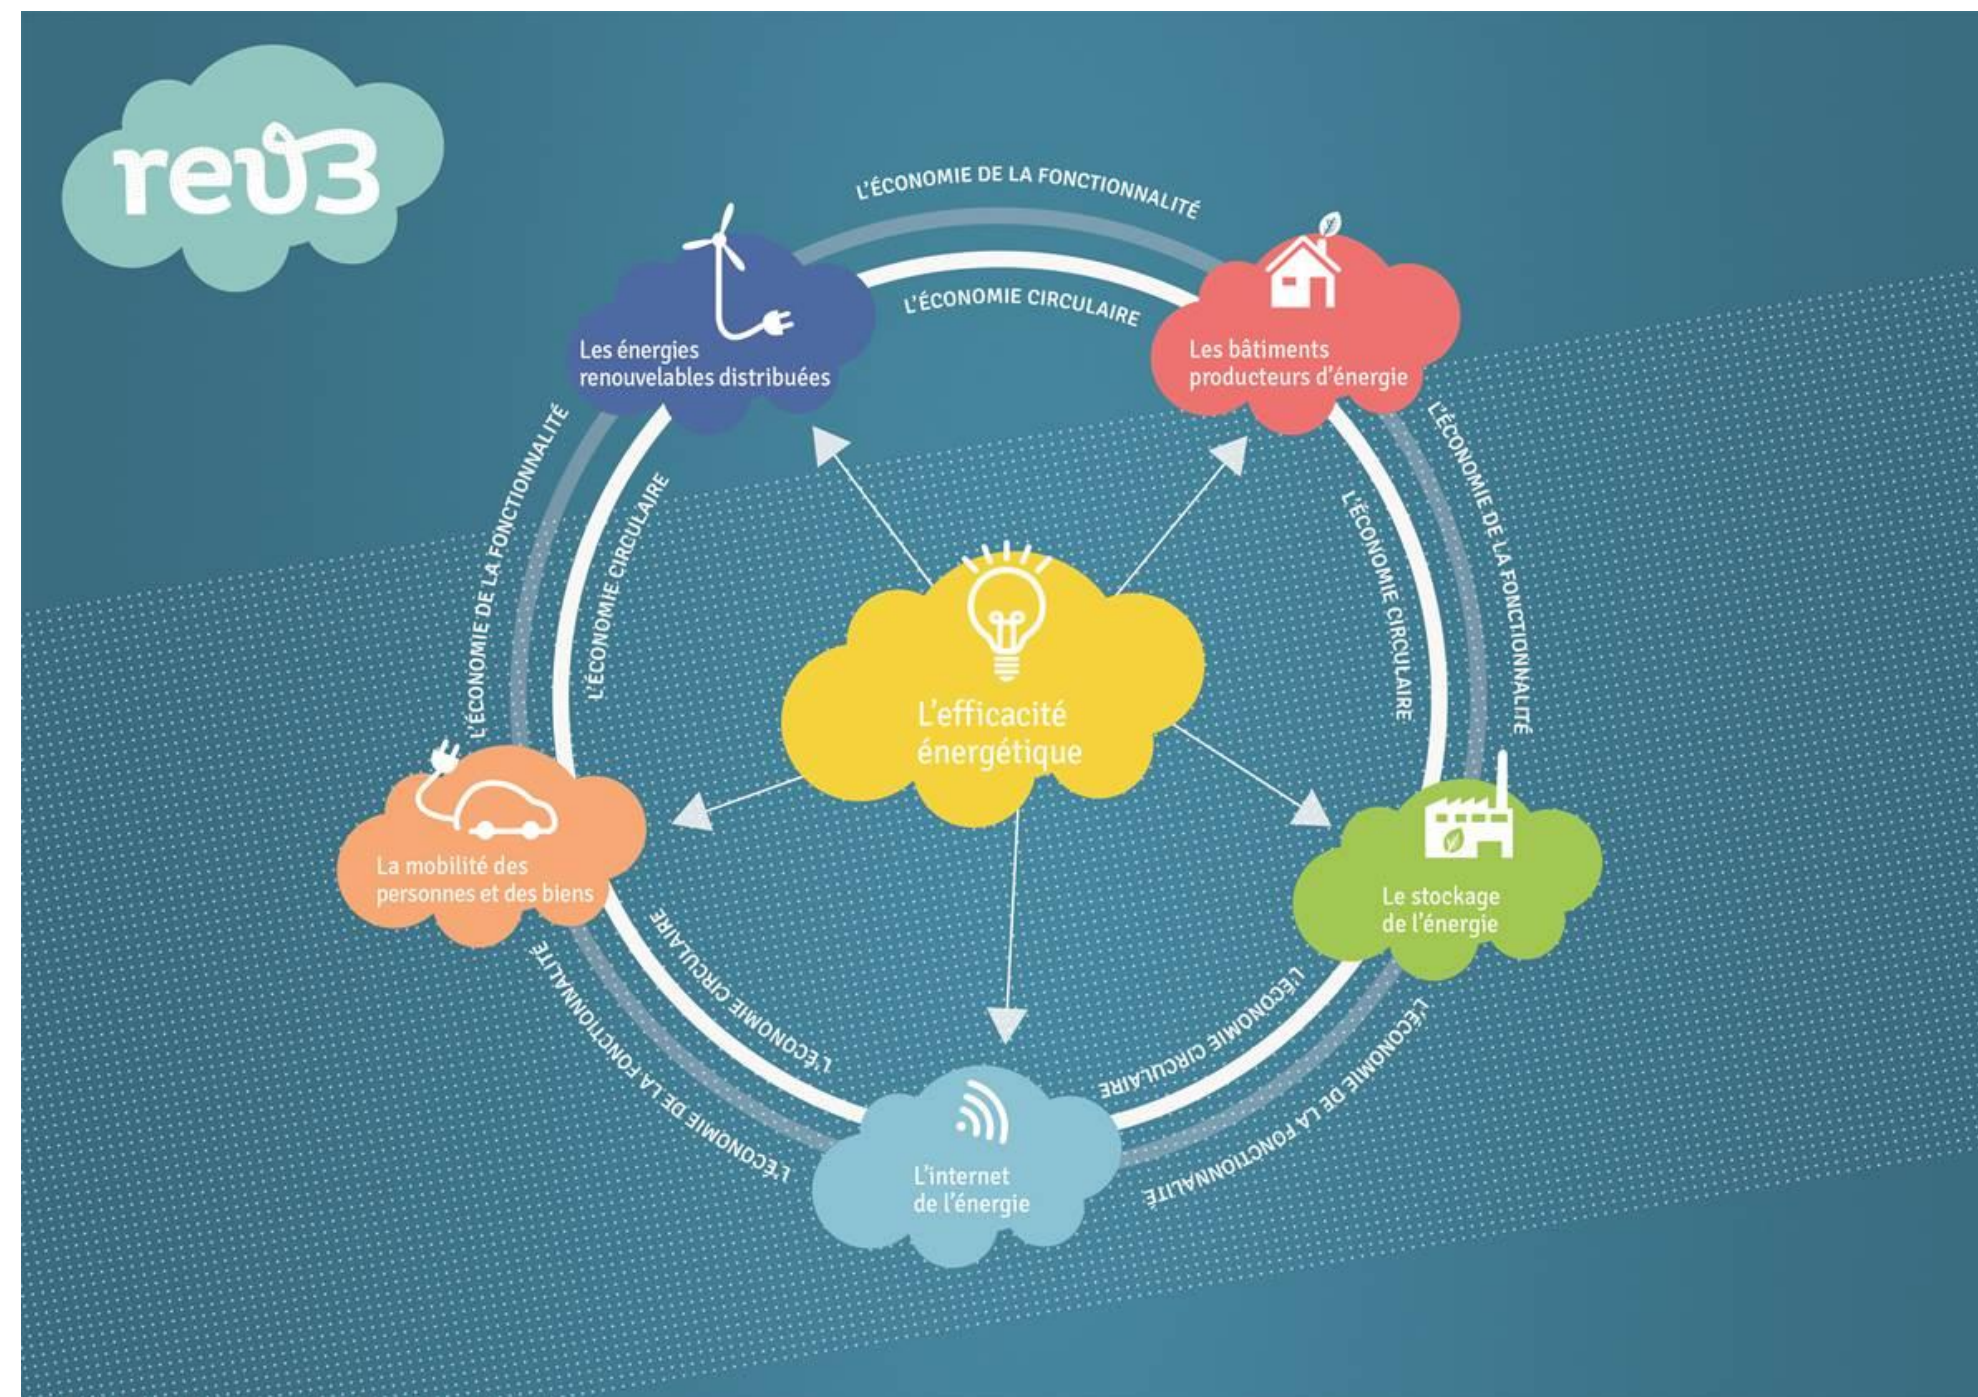 rev3
L'ÉCONOMIE DE LA FONCTIONNALITÉ
L'ÉCONOMIE CIRCULAIRE
Les énergies
renouvelables distribuées
Les bâtiments
producteurs d'énergie
L'ÉCONOMIE DE LA FONCTIONNALITÉ
L'ÉCONOMIE CIRCULAIRE
L'ÉCONOMIE CIRCULAIRE
L'ÉCONOMIE DE LA FONCTIONNALITÉ
L'efficacité
énergétique
La mobilité des
personnes et des biens
Le stockage
de l'énergie
L'ÉCONOMIE DE LA FONCTIONNALITÉ
L'ÉCONOMIE CIRCULAIRE
L'ÉCONOMIE CIRCULAIRE
L'ÉCONOMIE DE LA FONCTIONNALITÉ
L'internet
de l'énergie